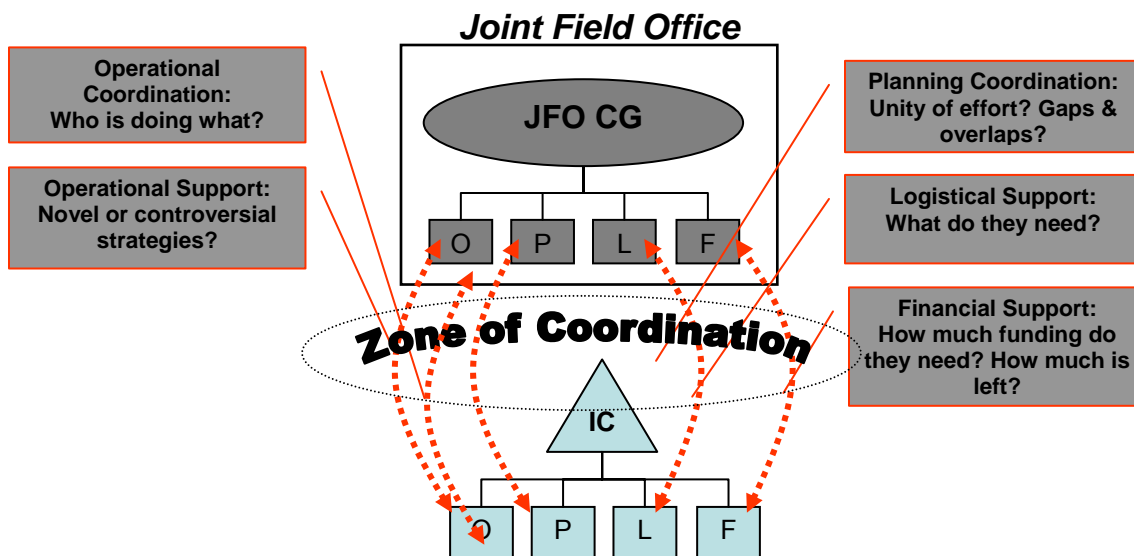 Joint Field Office
Operational
Coordination:
Who is doing what?
Operational Support:
Novel or controversial
strategies?
JFO CG
O P L F
Planning Coordination:
Unity of effort? Gaps &
overlaps?
Logistical Support:
What do they need?
Financial Support:
How much funding do
they need? How much is
left?
Zone of Coordination
IC
O P L F